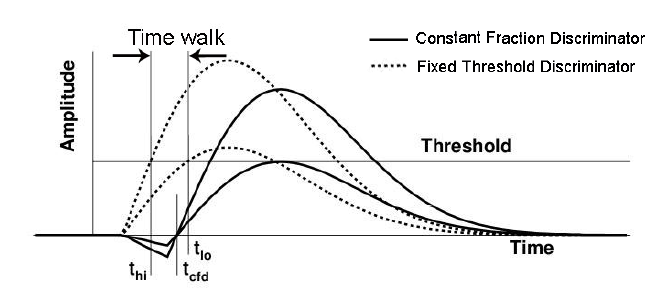 Time walk
Constant Fraction Discriminator
Fixed Threshold Discriminator
Amplitude
Threshold
Time
t_lo
t_hi
t_cfd